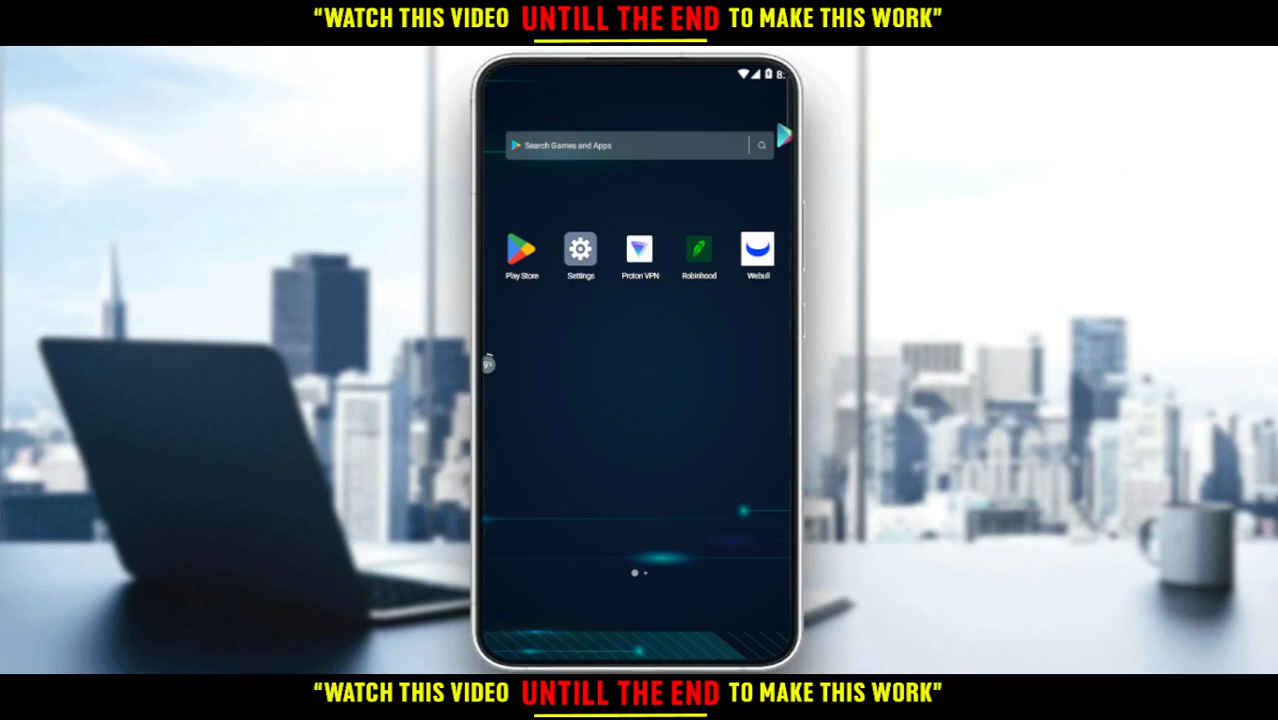 “WATCH THIS VIDEO UNTILL THE END TO MAKE THIS WORK”
8:
Search Games and Apps
Play Store Settings Proton VPN Robinhood Webull
“WATCH THIS VIDEO UNTILL THE END TO MAKE THIS WORK”